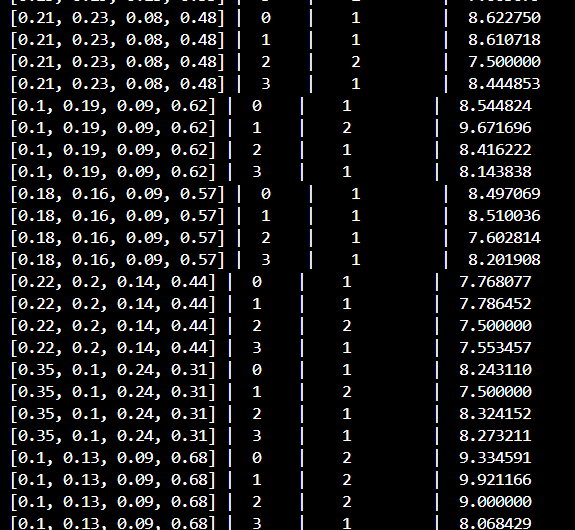 [0.21, 0.23, 0.08, 0.48] | 0 | 1 | 8.622750
[0.21, 0.23, 0.08, 0.48] | 1 | 1 | 8.610718
[0.21, 0.23, 0.08, 0.48] | 2 | 2 | 7.500000
[0.21, 0.23, 0.08, 0.48] | 3 | 1 | 8.444853
[0.1, 0.19, 0.09, 0.62] | 0 | 1 | 8.544824
[0.1, 0.19, 0.09, 0.62] | 1 | 2 | 9.671696
[0.1, 0.19, 0.09, 0.62] | 2 | 1 | 8.416222
[0.1, 0.19, 0.09, 0.62] | 3 | 1 | 8.143838
[0.18, 0.16, 0.09, 0.57] | 0 | 1 | 8.497069
[0.18, 0.16, 0.09, 0.57] | 1 | 1 | 8.510036
[0.18, 0.16, 0.09, 0.57] | 2 | 1 | 7.602814
[0.18, 0.16, 0.09, 0.57] | 3 | 1 | 8.201908
[0.22, 0.2, 0.14, 0.44] | 0 | 1 | 7.768077
[0.22, 0.2, 0.14, 0.44] | 1 | 1 | 7.786452
[0.22, 0.2, 0.14, 0.44] | 2 | 2 | 7.500000
[0.22, 0.2, 0.14, 0.44] | 3 | 1 | 7.553457
[0.35, 0.1, 0.24, 0.31] | 0 | 1 | 8.243110
[0.35, 0.1, 0.24, 0.31] | 1 | 2 | 7.500000
[0.35, 0.1, 0.24, 0.31] | 2 | 1 | 8.324152
[0.35, 0.1, 0.24, 0.31] | 3 | 1 | 8.273211
[0.1, 0.13, 0.09, 0.68] | 0 | 2 | 9.334591
[0.1, 0.13, 0.09, 0.68] | 1 | 2 | 9.921166
[0.1, 0.13, 0.09, 0.68] | 2 | 2 | 9.000000
[0.1, 0.13, 0.09, 0.68] | 3 | 1 | 8.068429